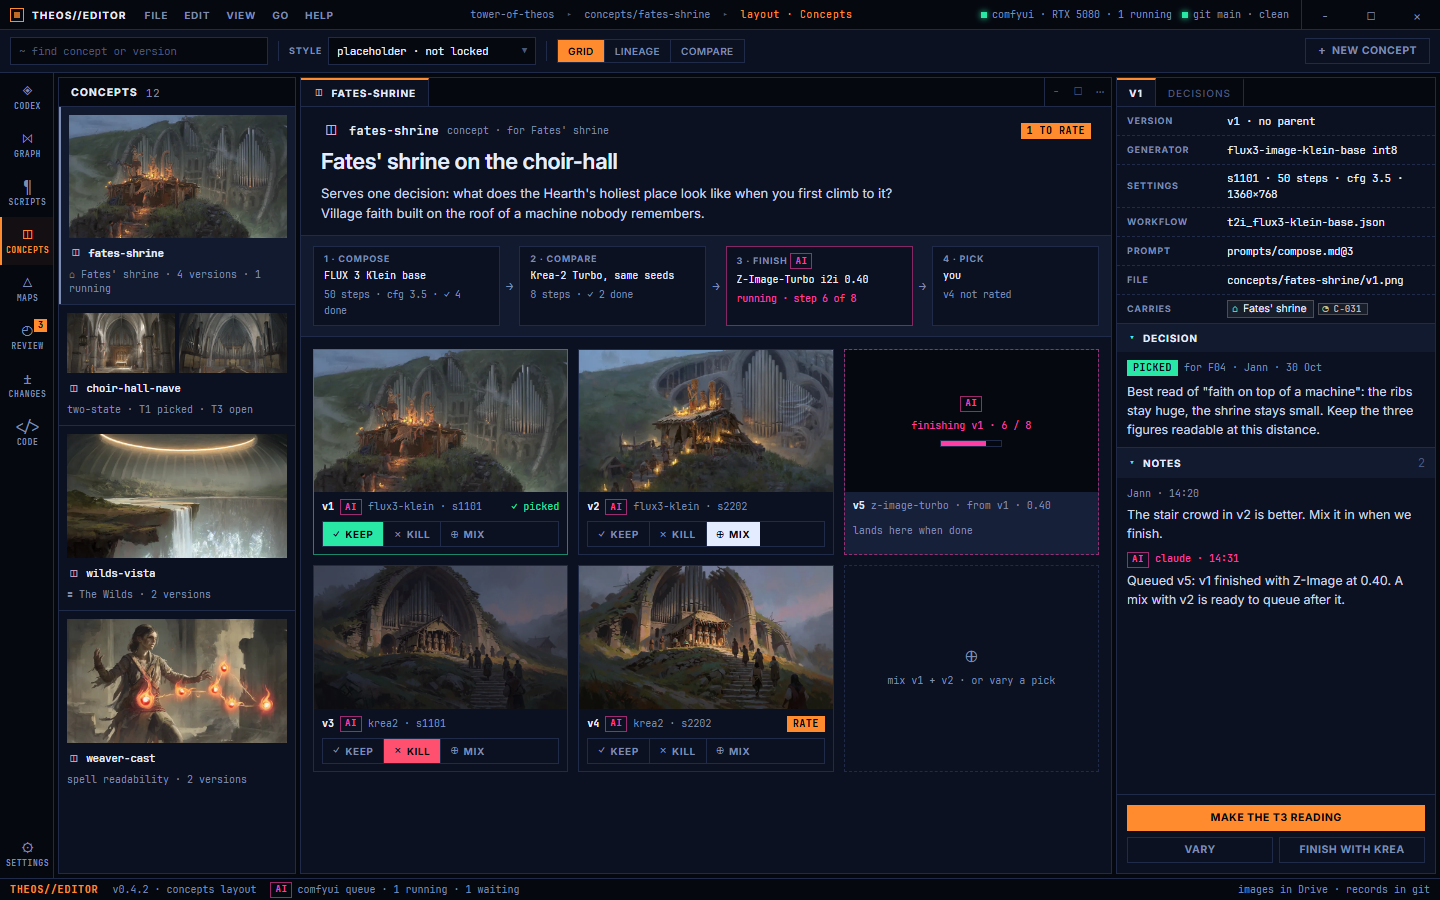 THEOS//EDITOR FILE EDIT VIEW GO HELP tower-of-theos ▸ concepts/fates-shrine ▸ layout · Concepts comfyui · RTX 5080 · 1 running git main · clean
~ find concept or version STYLE placeholder · not locked GRID LINEAGE COMPARE + NEW CONCEPT
CODEX
GRAPH
SCRIPTS
CONCEPTS
MAPS
3
REVIEW
CHANGES
CODE
SETTINGS
CONCEPTS 12
fates-shrine
Fates' shrine · 4 versions · 1
running
choir-hall-nave
two-state · T1 picked · T3 open
wilds-vista
The Wilds · 2 versions
weaver-cast
spell readability · 2 versions
FATES-SHRINE
fates-shrine concept · for Fates' shrine 1 TO RATE
Fates' shrine on the choir-hall
Serves one decision: what does the Hearth's holiest place look like when you first climb to it?
Village faith built on the roof of a machine nobody remembers.
1 · COMPOSE
FLUX 3 Klein base
50 steps · cfg 3.5 · ✓ 4
done
→
2 · COMPARE
Krea-2 Turbo, same seeds
8 steps · ✓ 2 done
→
3 · FINISH AI
Z-Image-Turbo i2i 0.40
running · step 6 of 8
→
4 · PICK
you
v4 not rated
v1 AI flux3-klein · s1101 ✓ picked
✓ KEEP × KILL ⊕ MIX
v2 AI flux3-klein · s2202
✓ KEEP × KILL ⊕ MIX
AI
finishing v1 · 6 / 8
v5 z-image-turbo · from v1 · 0.40
lands here when done
v3 AI krea2 · s1101
✓ KEEP × KILL ⊕ MIX
v4 AI krea2 · s2202 RATE
✓ KEEP × KILL ⊕ MIX
⊕
mix v1 + v2 · or vary a pick
V1 DECISIONS
VERSION v1 · no parent
GENERATOR flux3-image-klein-base int8
SETTINGS s1101 · 50 steps · cfg 3.5 ·
1360×768
WORKFLOW t2i_flux3-klein-base.json
PROMPT prompts/compose.md@3
FILE concepts/fates-shrine/v1.png
CARRIES Fates' shrine C-031
DECISION
PICKED for F04 · Jann · 30 Oct
Best read of "faith on top of a machine": the ribs
stay huge, the shrine stays small. Keep the three
figures readable at this distance.
NOTES 2
Jann · 14:20
The stair crowd in v2 is better. Mix it in when we
finish.
AI claude · 14:31
Queued v5: v1 finished with Z-Image at 0.40. A
mix with v2 is ready to queue after it.
MAKE THE T3 READING
VARY FINISH WITH KREA
THEOS//EDITOR v0.4.2 · concepts layout AI comfyui queue · 1 running · 1 waiting images in Drive · records in git